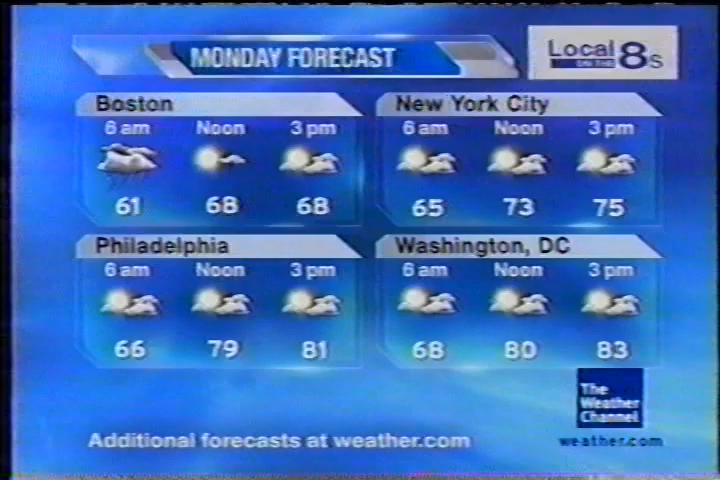 MONDAY FORECAST
Local
ON THE
8s
Boston
6 am Noon 3 pm
61 68 68
New York City
6 am Noon 3 pm
65 73 75
Philadelphia
6 am Noon 3 pm
66 79 81
Washington, DC
6 am Noon 3 pm
68 80 83
The
Weather
Channel
Additional forecasts at weather.com
weather.com